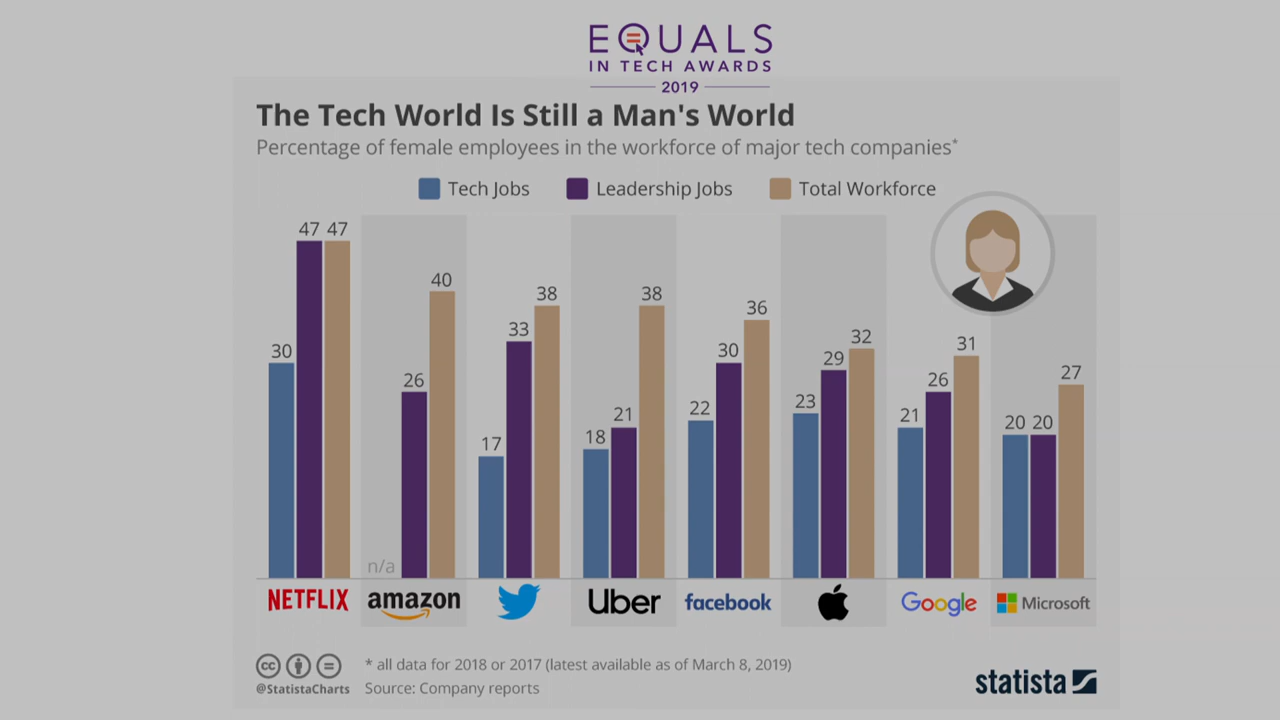 EQUALS
IN TECH AWARDS
2019
The Tech World Is Still a Man's World
Percentage of female employees in the workforce of major tech companies*
Tech Jobs Leadership Jobs Total Workforce
30 47 47
n/a 26 40
17 33 38
18 21 38
22 30 36
23 29 32
21 26 31
20 20 27
NETFLIX amazon Uber facebook Google Microsoft
* all data for 2018 or 2017 (latest available as of March 8, 2019)
@StatistaCharts Source: Company reports
cc
statista